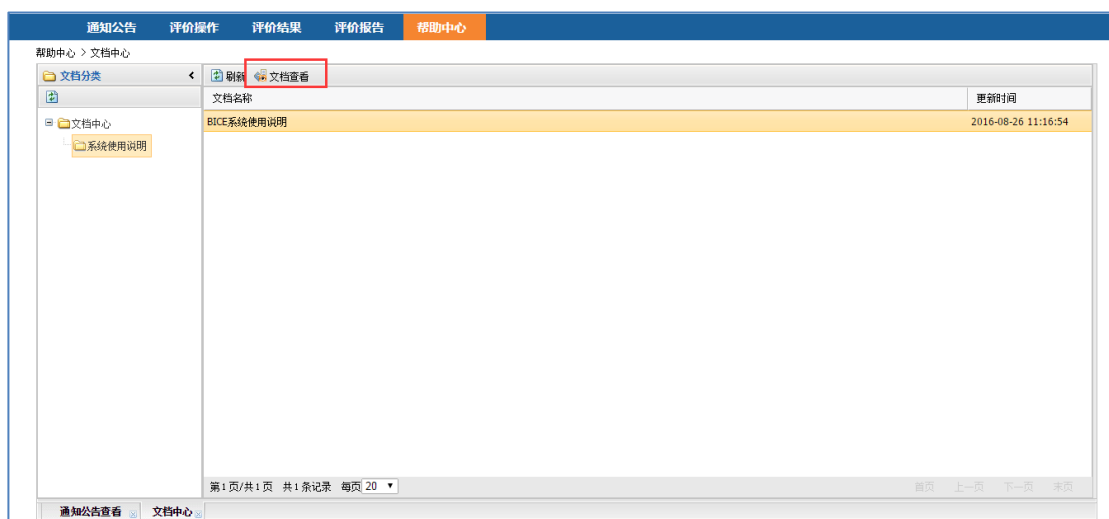 通知公告 评价操作 评价结果 评价报告 帮助中心
帮助中心 > 文档中心
文档分类 刷新 文档查看
文档名称 更新时间
文档中心 BICE系统使用说明 2016-08-26 11:16:54
系统使用说明
第1页/共1页 共1条记录 每页 20 首页 上一页 下一页 末页
通知公告查看 文档中心